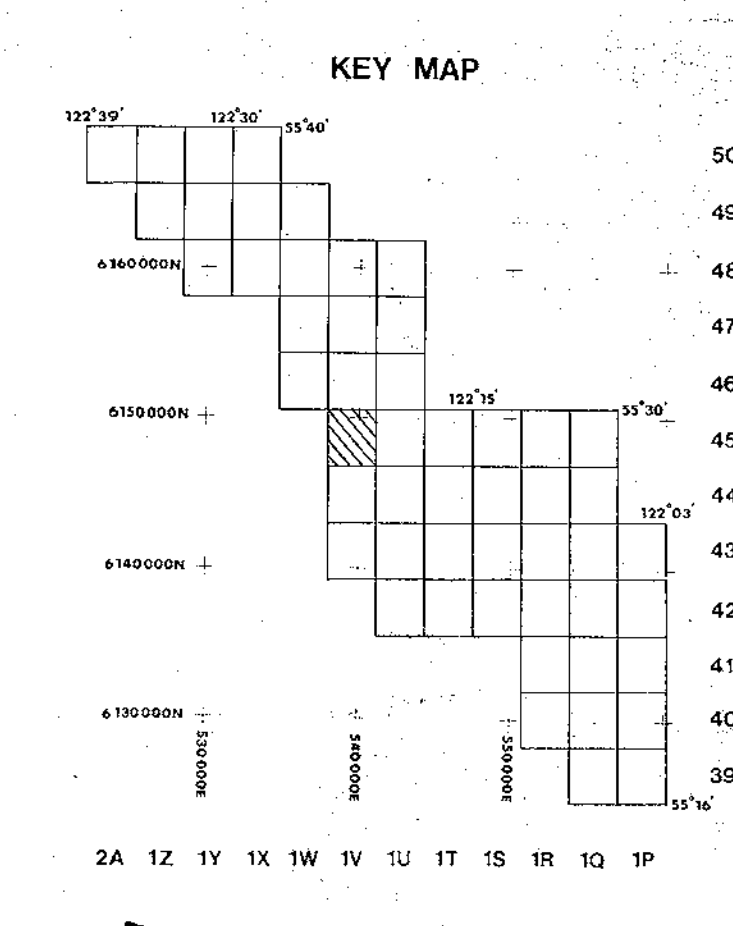 KEY MAP
122°39' 122°30' 55°40'
50
49
6160000N 48
47
46
122°15'
6150000N 55°30'
45
44
122°03'
43
6140000N
42
41
6130000N 40
530000E 540000E 550000E
39
55°16'
2A 1Z 1Y 1X 1W 1V 1U 1T 1S 1R 1Q 1P